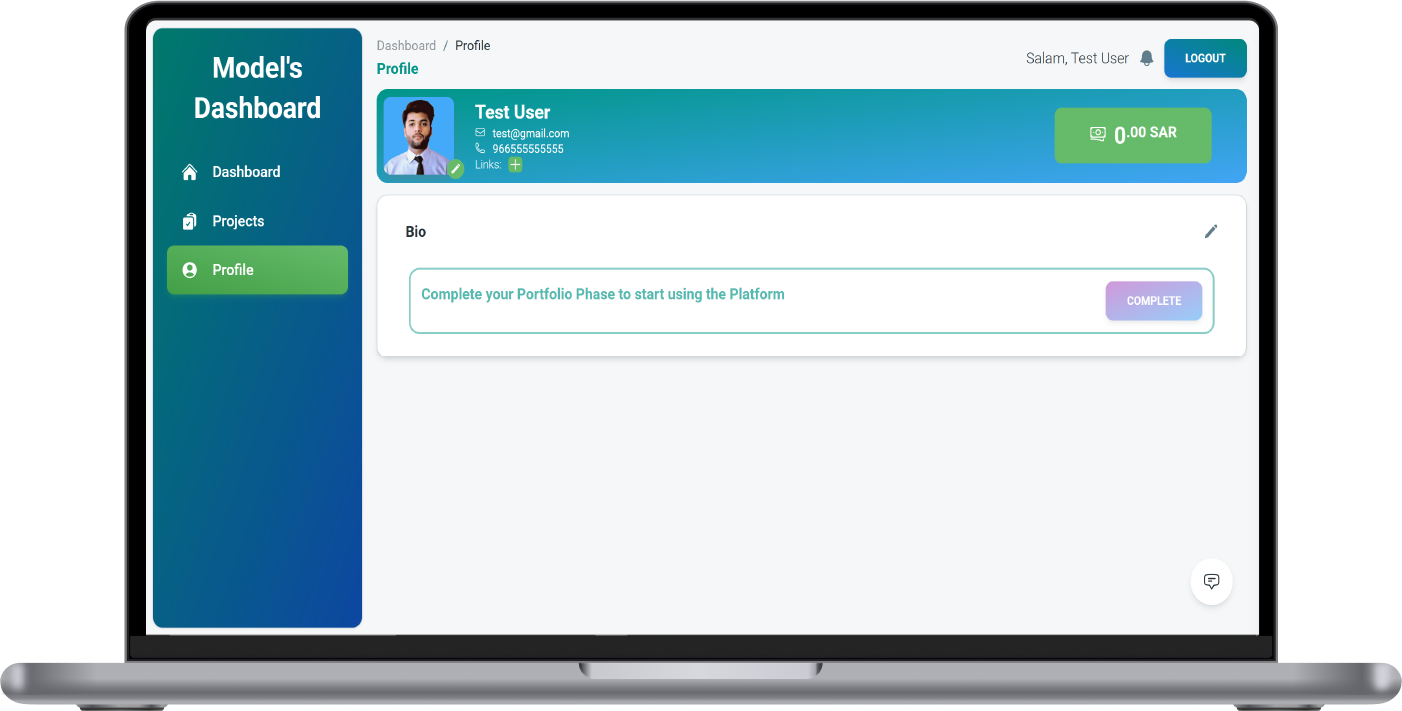 Model's
Dashboard
Dashboard
Projects
Profile
Dashboard / Profile
Profile
Salam, Test User
LOGOUT
Test User
test@gmail.com
966555555555
Links:
0.00 SAR
Bio
Complete your Portfolio Phase to start using the Platform
COMPLETE